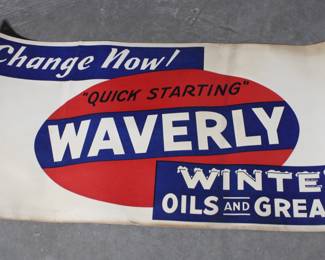 Change Now!
"QUICK STARTING"
WAVERLY
WINTE
OILS AND GREA